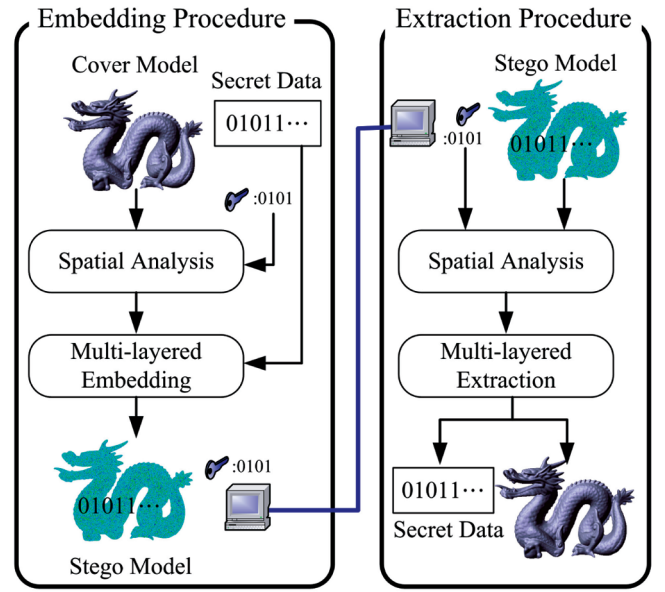 Embedding Procedure
Cover Model
Secret Data
01011···
:0101
Spatial Analysis
Multi-layered
Embedding
:0101
01011···
Stego Model
Extraction Procedure
Stego Model
:0101
01011···
Spatial Analysis
Multi-layered
Extraction
01011···
Secret Data